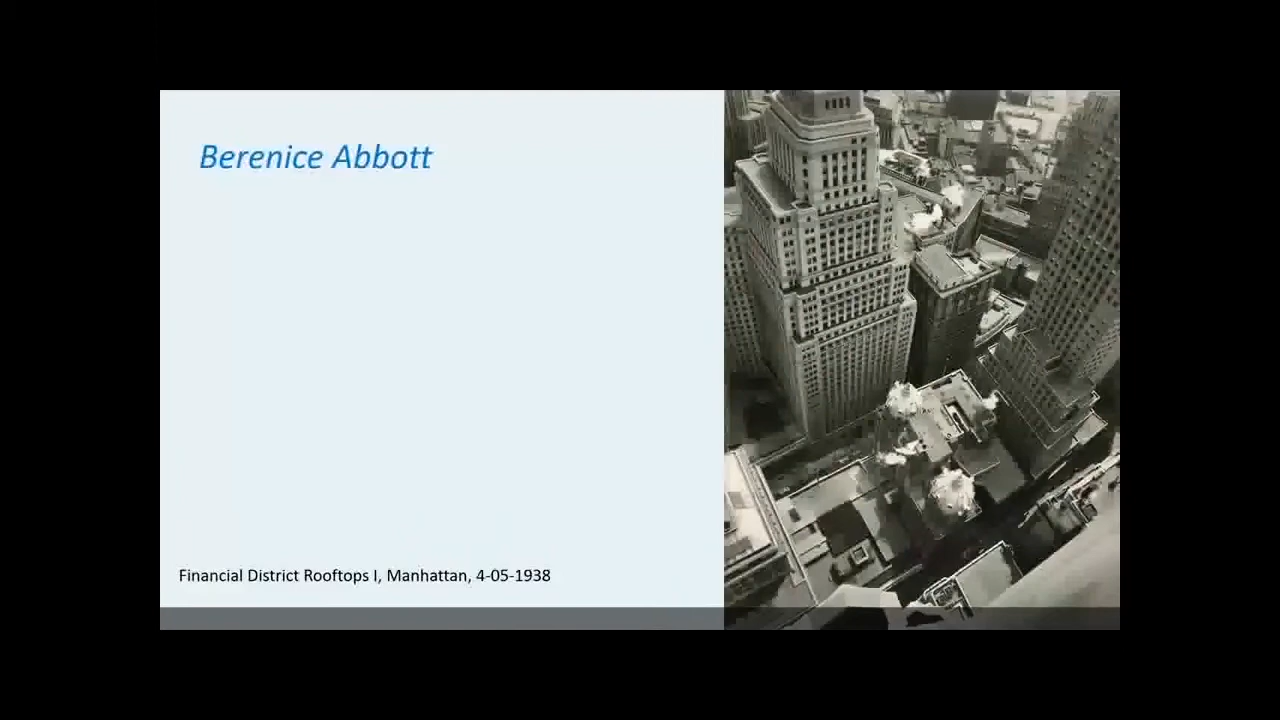 Berenice Abbott
Financial District Rooftops I, Manhattan, 4-05-1938